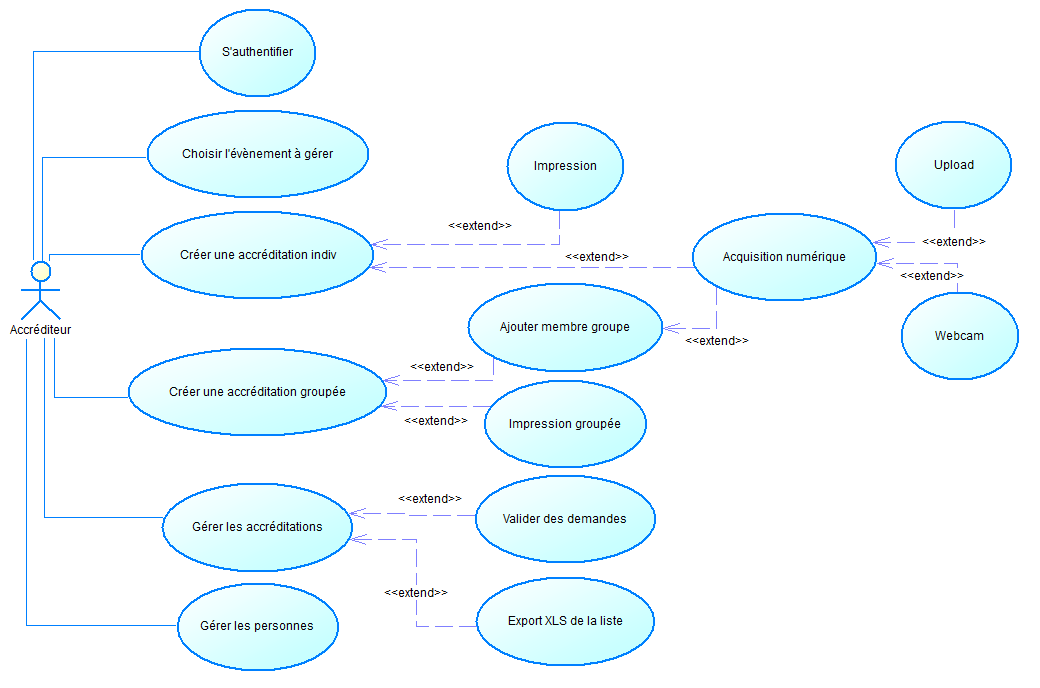 S'authentifier
Choisir l'évènement à gérer
Impression
Upload
<<extend>>
<<extend>>
Créer une accréditation indiv
<<extend>>
Acquisition numérique
<<extend>>
Accréditeur
Ajouter membre groupe
<<extend>>
Webcam
<<extend>>
Créer une accréditation groupée
<<extend>>
Impression groupée
<<extend>>
Valider des demandes
Gérer les accréditations
<<extend>>
Export XLS de la liste
Gérer les personnes